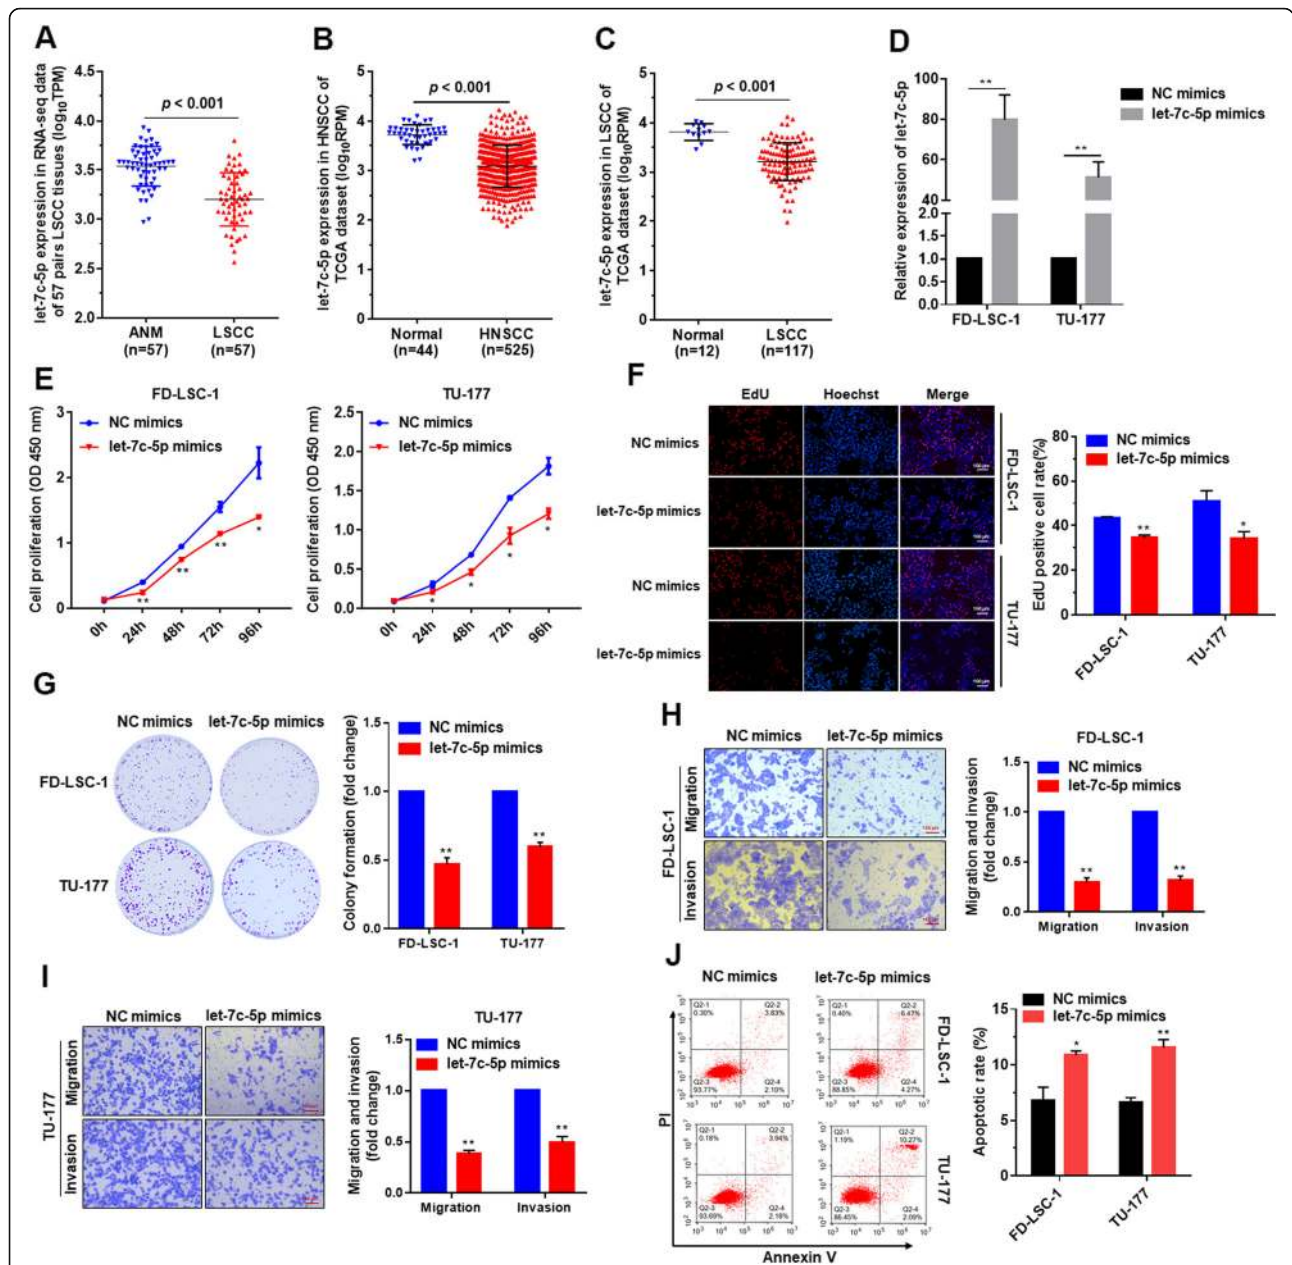 A
let-7c-5p expression in RNA-seq data
of 57 pairs LSCC tissues (log10TPM)
4.5
4.0
3.5
3.0
3.5
2.0
p < 0.001
ANM
(n=57)
LSCC
(n=57)
B
let-7c-5p expression in HNSCC of
TCGA dataset (log10RPM)
5
4
3
2
1
0
p < 0.001
Normal
(n=44)
HNSCC
(n=525)
C
let-7c-5p expression in LSCC of
TCGA dataset (log10RPM)
5
4
3
2
1
0
p < 0.001
Normal
(n=12)
LSCC
(n=117)
D
Relative expression of let-7c-5p
100
80
60
40
2.0
1.5
1.0
0.5
0.0
**
**
NC mimics
let-7c-5p mimics
FD-LSC-1
TU-177
E
FD-LSC-1
Cell proliferation (OD 450 nm)
3
2
1
0
NC mimics
let-7c-5p mimics
**
**
**
*
0h
24h
48h
72h
96h
TU-177
Cell proliferation (OD 450 nm)
2.5
2.0
1.5
1.0
0.5
0.0
NC mimics
let-7c-5p mimics
*
*
*
*
0h
24h
48h
72h
96h
F
EdU
Hoechst
Merge
NC mimics
let-7c-5p mimics
NC mimics
let-7c-5p mimics
FD-LSC-1
TU-177
EdU positive cell rate(%)
80
60
40
20
0
NC mimics
let-7c-5p mimics
**
*
FD-LSC-1
TU-177
G
NC mimics
let-7c-5p mimics
FD-LSC-1
TU-177
Colony formation (fold change)
1.5
1.0
0.5
0.0
NC mimics
let-7c-5p mimics
**
**
FD-LSC-1
TU-177
H
NC mimics
let-7c-5p mimics
FD-LSC-1
Migration
Invasion
FD-LSC-1
Migration and invasion
(fold change)
1.5
1.0
0.5
0.0
NC mimics
let-7c-5p mimics
**
**
Migration
Invasion
I
NC mimics
let-7c-5p mimics
TU-177
Migration
Invasion
TU-177
Migration and invasion
(fold change)
1.5
1.0
0.5
0.0
NC mimics
let-7c-5p mimics
**
**
Migration
Invasion
J
NC mimics
let-7c-5p mimics
Q2-1
0.30%
Q2-2
3.83%
Q2-3
93.77%
Q2-4
2.10%
Q2-1
0.40%
Q2-2
6.47%
Q2-3
88.85%
Q2-4
4.27%
FD-LSC-1
Q2-1
0.18%
Q2-2
3.94%
Q2-3
93.69%
Q2-4
2.18%
Q2-1
1.19%
Q2-2
10.27%
Q2-3
86.45%
Q2-4
2.09%
TU-177
PI
Annexin V
Apoptotic rate (%)
15
10
5
0
NC mimics
let-7c-5p mimics
*
**
FD-LSC-1
TU-177